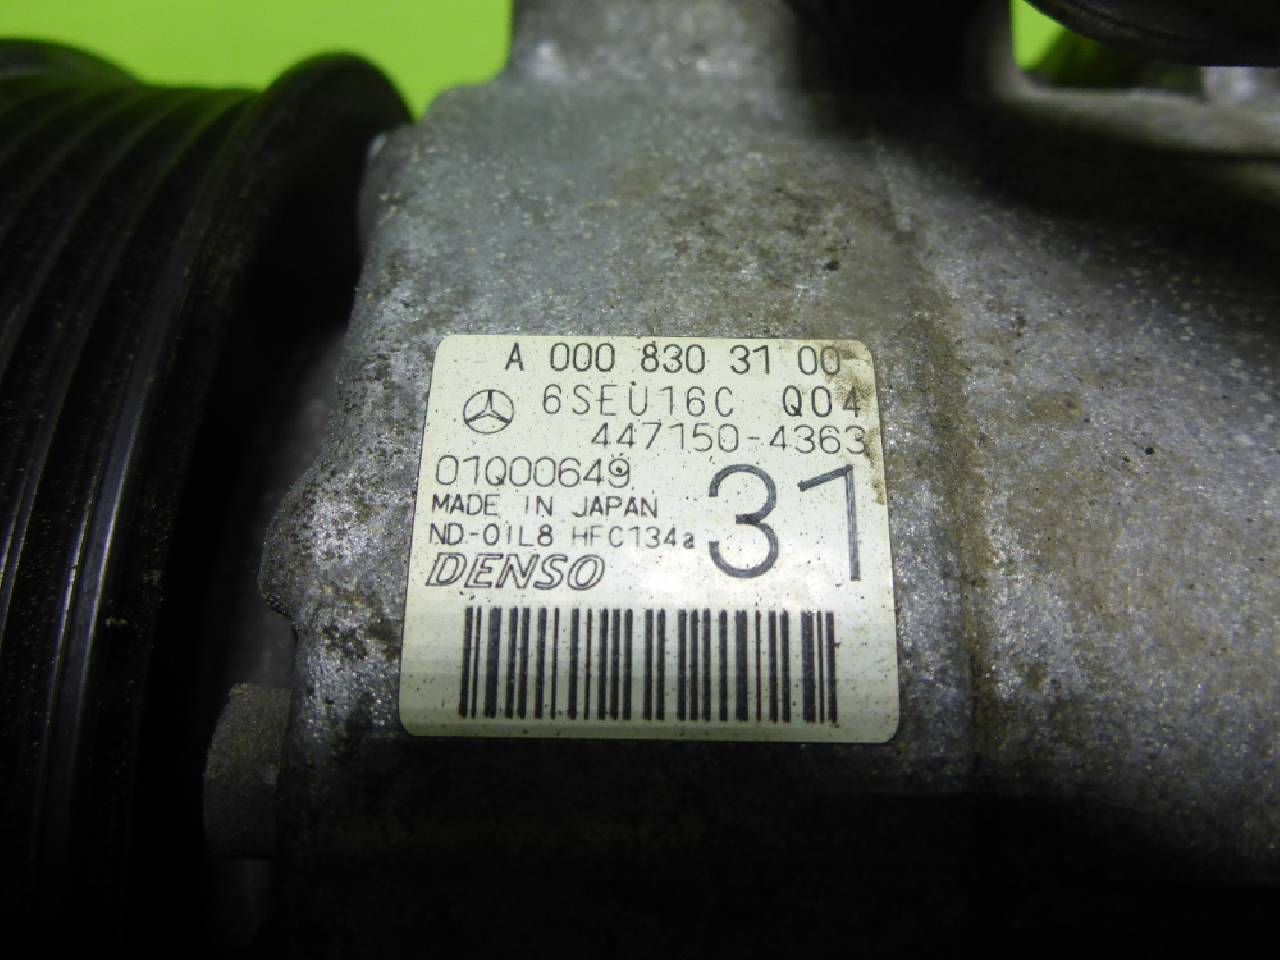 A 000 830 31 00
6SEU16C Q04
447150-4363
01Q00649
MADE IN JAPAN
ND-OIL8 HFC134a
31
DENSO